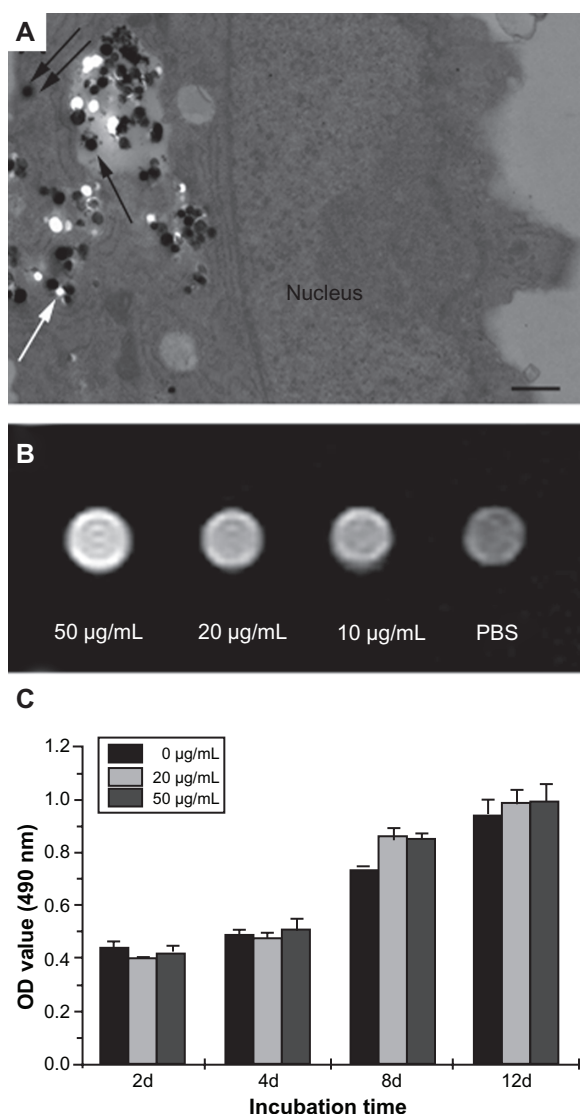 A
Nucleus
B
50 µg/mL 20 µg/mL 10 µg/mL PBS
C
1.2
1.0
0.8
0.6
0.4
0.2
0.0
OD value (490 nm)
0 µg/mL
20 µg/mL
50 µg/mL
2d 4d 8d 12d
Incubation time